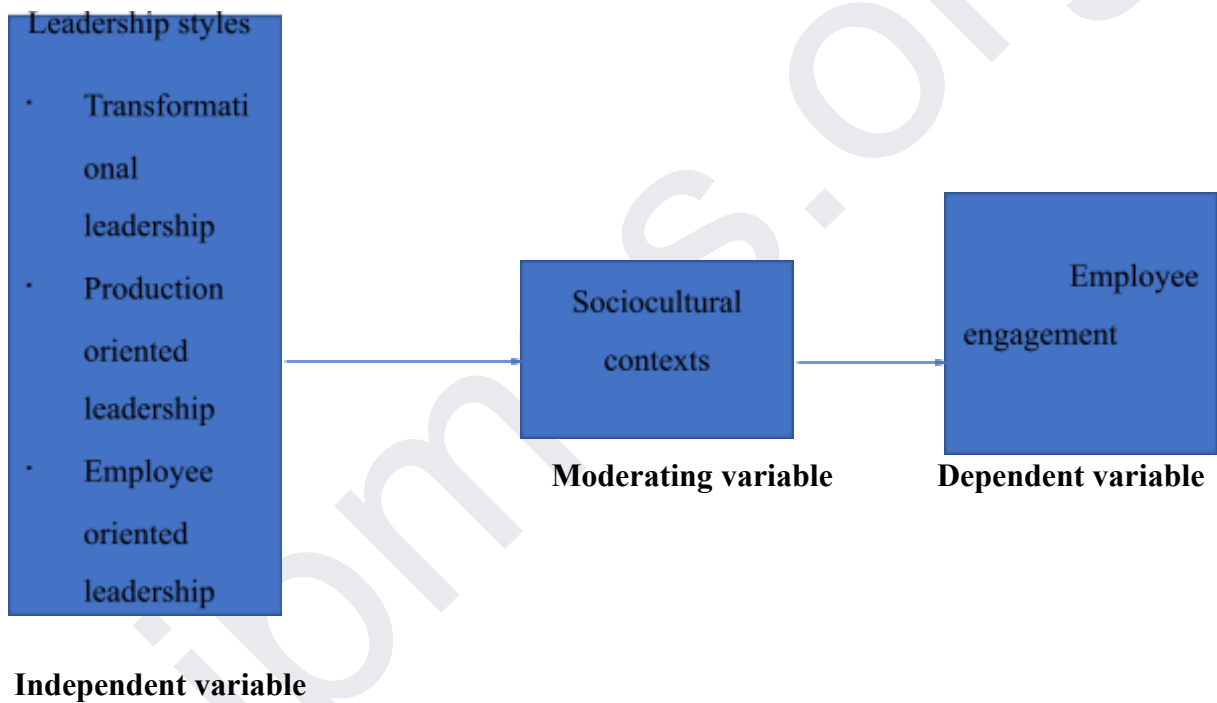 Leadership styles
· Transformati
onal
leadership
· Production
oriented
leadership
· Employee
oriented
leadership
Independent variable
Sociocultural
contexts
Moderating variable
Employee
engagement
Dependent variable